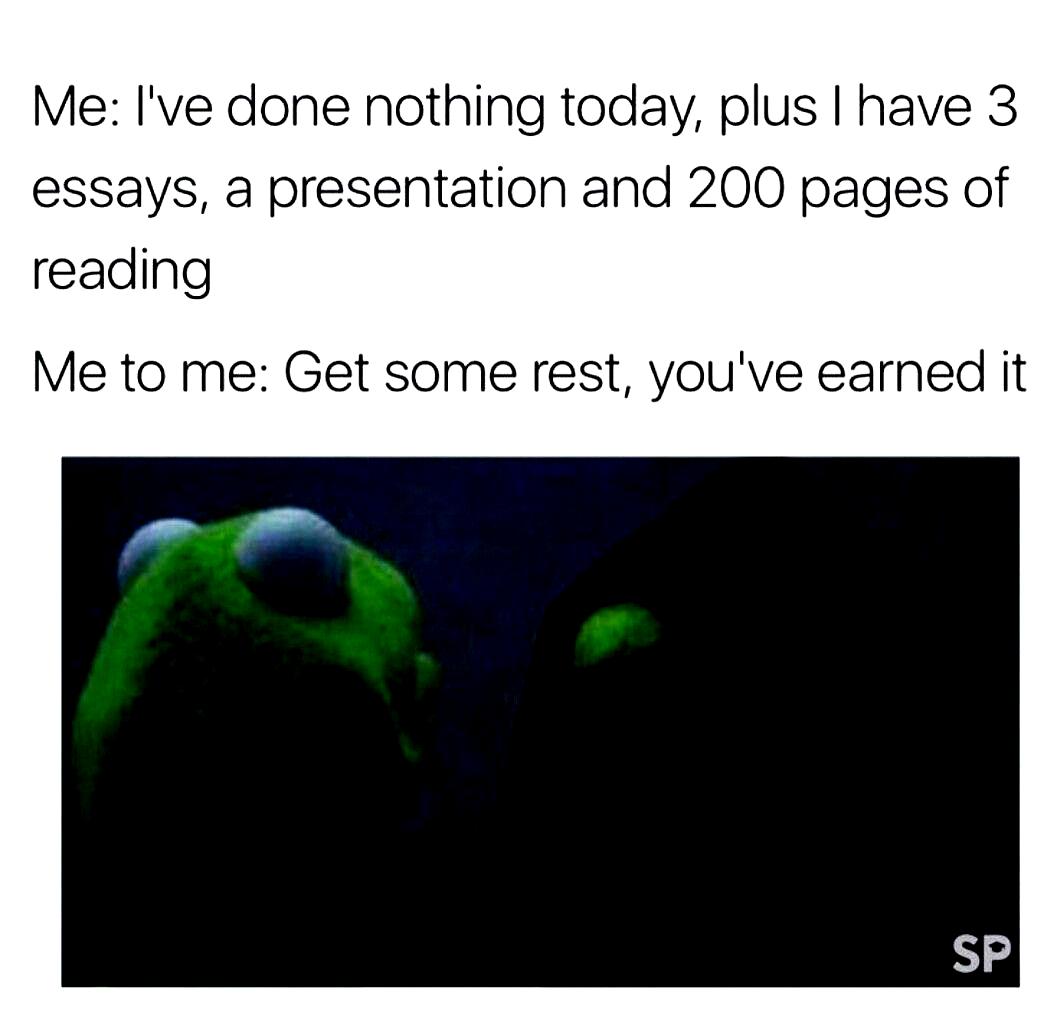 Me: I've done nothing today, plus I have 3
essays, a presentation and 200 pages of
reading
Me to me: Get some rest, you've earned it
SP